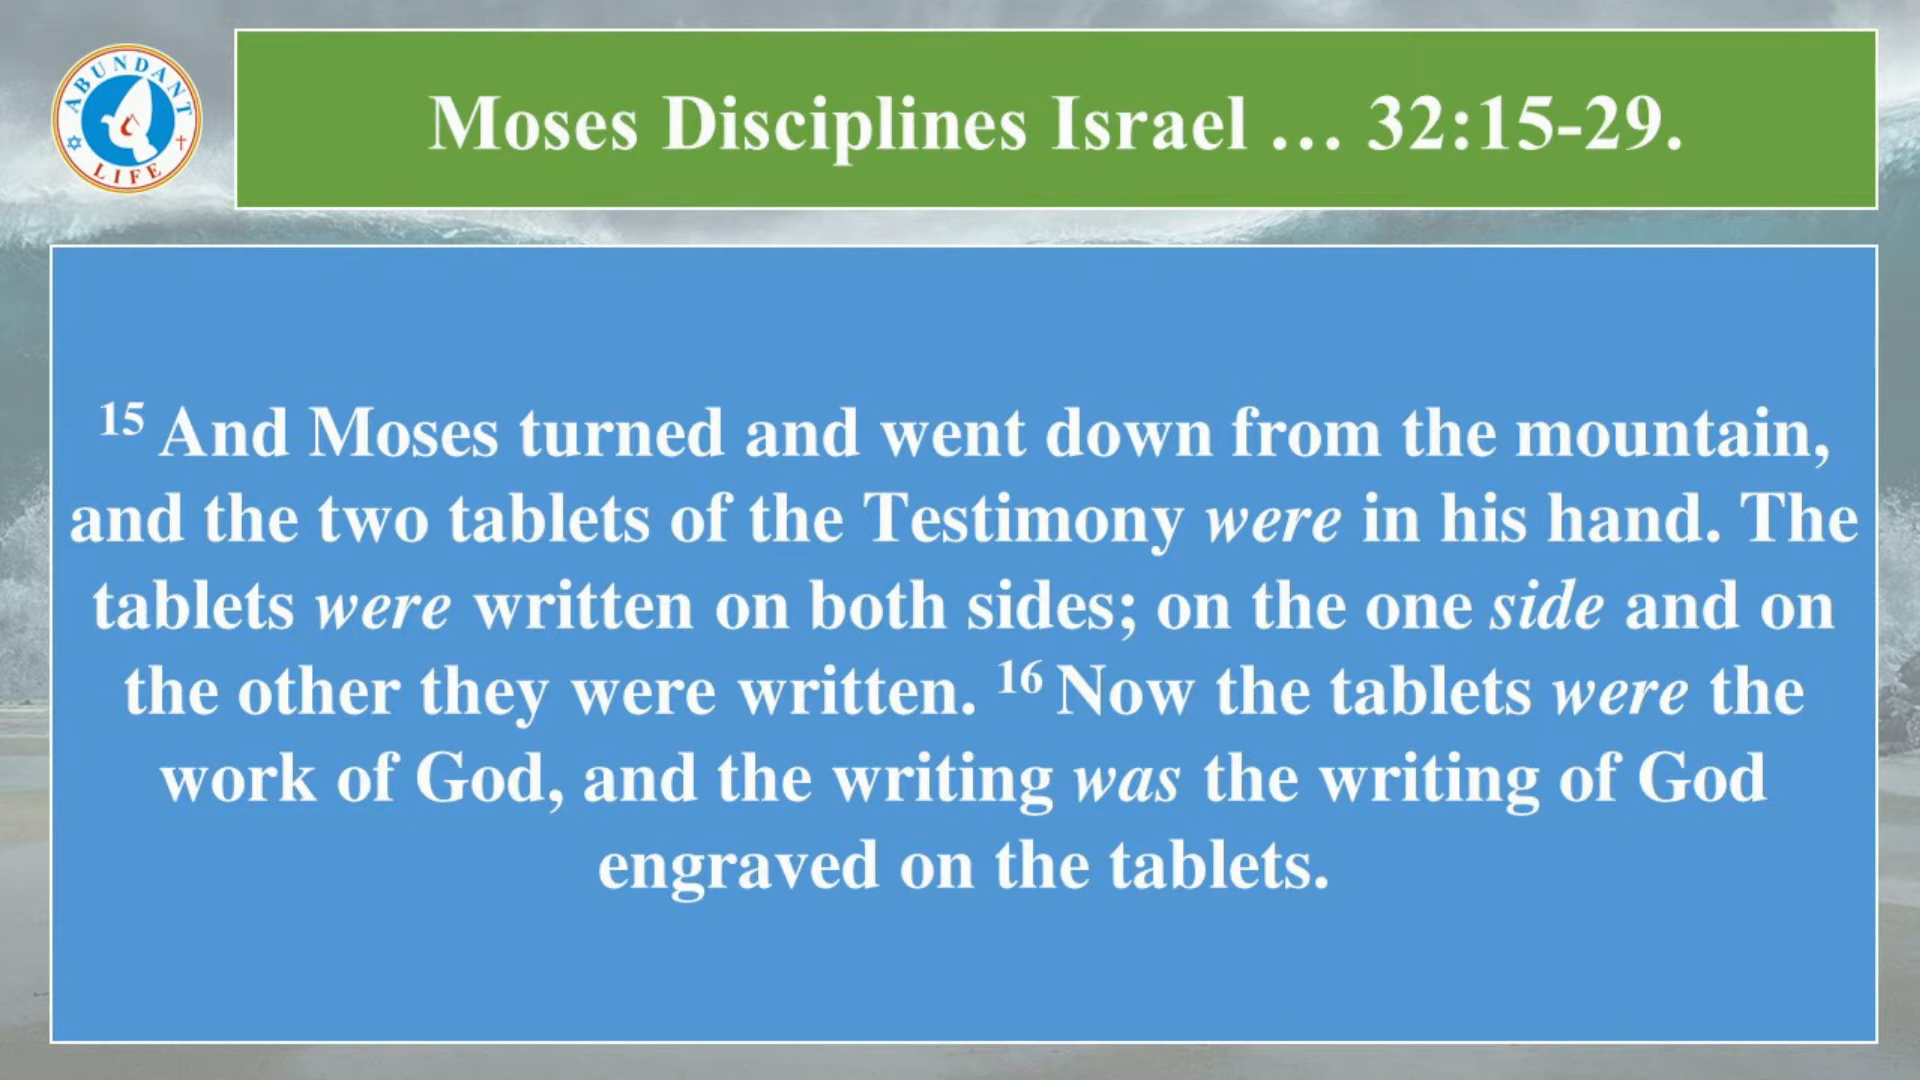 ABUNDANT
LIFE
Moses Disciplines Israel … 32:15-29.
15 And Moses turned and went down from the mountain,
and the two tablets of the Testimony were in his hand. The
tablets were written on both sides; on the one side and on
the other they were written. 16 Now the tablets were the
work of God, and the writing was the writing of God
engraved on the tablets.